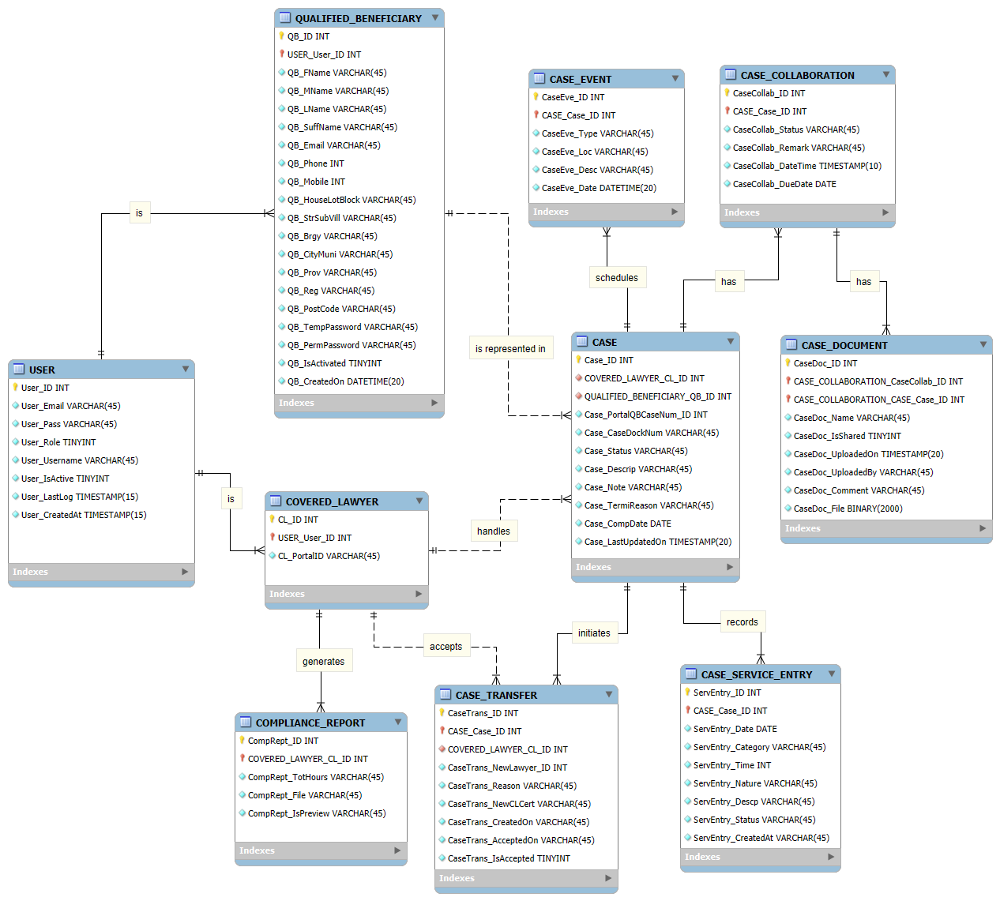 QUALIFIED_BENEFICIARY
QB_ID INT
USER_User_ID INT
QB_FName VARCHAR(45)
QB_MName VARCHAR(45)
QB_LName VARCHAR(45)
QB_SuffName VARCHAR(45)
QB_Email VARCHAR(45)
QB_Phone INT
QB_Mobile INT
QB_HouseLotBlock VARCHAR(45)
QB_StrSubVill VARCHAR(45)
QB_Brgy VARCHAR(45)
QB_CityMuni VARCHAR(45)
QB_Prov VARCHAR(45)
QB_Reg VARCHAR(45)
QB_PostCode VARCHAR(45)
QB_TempPassword VARCHAR(45)
QB_PermPassword VARCHAR(45)
QB_IsActivated TINYINT
QB_CreatedOn DATETIME(20)
Indexes
CASE_EVENT
CaseEve_ID INT
CASE_Case_ID INT
CaseEve_Type VARCHAR(45)
CaseEve_Loc VARCHAR(45)
CaseEve_Desc VARCHAR(45)
CaseEve_Date DATETIME(20)
Indexes
CASE_COLLABORATION
CaseCollab_ID INT
CASE_Case_ID INT
CaseCollab_Status VARCHAR(45)
CaseCollab_Remark VARCHAR(45)
CaseCollab_DateTime TIMESTAMP(10)
CaseCollab_DueDate DATE
Indexes
is
schedules
has
has
is represented in
USER
User_ID INT
User_Email VARCHAR(45)
User_Pass VARCHAR(45)
User_Role TINYINT
User_Username VARCHAR(45)
User_IsActive TINYINT
User_LastLog TIMESTAMP(15)
User_CreatedAt TIMESTAMP(15)
Indexes
CASE
Case_ID INT
COVERED_LAWYER_CL_ID INT
QUALIFIED_BENEFICIARY_QB_ID INT
Case_PortalQBCaseNum_ID INT
Case_CaseDockNum VARCHAR(45)
Case_Status VARCHAR(45)
Case_Descrip VARCHAR(45)
Case_Note VARCHAR(45)
Case_TermiReason VARCHAR(45)
Case_CompDate DATE
Case_LastUpdatedOn TIMESTAMP(20)
Indexes
CASE_DOCUMENT
CaseDoc_ID INT
CASE_COLLABORATION_CaseCollab_ID INT
CASE_COLLABORATION_CASE_Case_ID INT
CaseDoc_Name VARCHAR(45)
CaseDoc_IsShared TINYINT
CaseDoc_UploadedOn TIMESTAMP(20)
CaseDoc_UploadedBy VARCHAR(45)
CaseDoc_Comment VARCHAR(45)
CaseDoc_File BINARY(2000)
Indexes
is
COVERED_LAWYER
CL_ID INT
USER_User_ID INT
CL_PortalID VARCHAR(45)
Indexes
handles
generates
accepts
initiates
records
COMPLIANCE_REPORT
CompRept_ID INT
COVERED_LAWYER_CL_ID INT
CompRept_TotHours VARCHAR(45)
CompRept_File VARCHAR(45)
CompRept_IsPreview VARCHAR(45)
Indexes
CASE_TRANSFER
CaseTrans_ID INT
CASE_Case_ID INT
COVERED_LAWYER_CL_ID INT
CaseTrans_NewLawyer_ID INT
CaseTrans_Reason VARCHAR(45)
CaseTrans_NewCLCert VARCHAR(45)
CaseTrans_CreatedOn VARCHAR(45)
CaseTrans_AcceptedOn VARCHAR(45)
CaseTrans_IsAccepted TINYINT
Indexes
CASE_SERVICE_ENTRY
ServEntry_ID INT
CASE_Case_ID INT
ServEntry_Date DATE
ServEntry_Category VARCHAR(45)
ServEntry_Time INT
ServEntry_Nature VARCHAR(45)
ServEntry_Descp VARCHAR(45)
ServEntry_Status VARCHAR(45)
ServEntry_CreatedAt VARCHAR(45)
Indexes